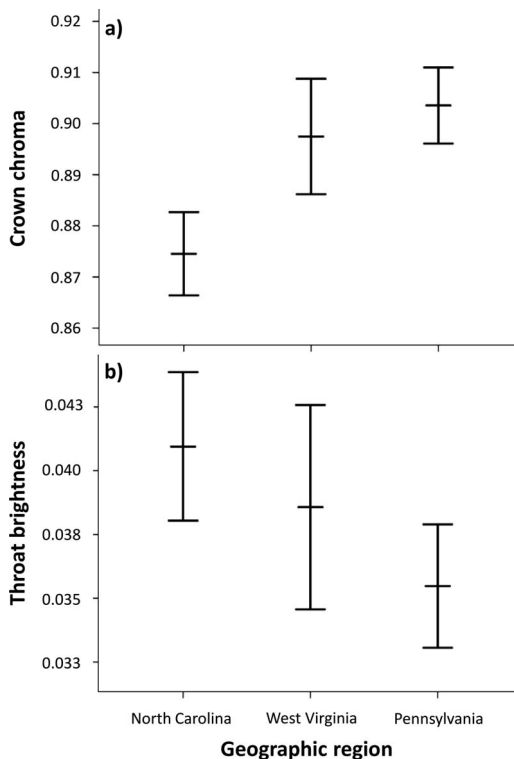 a)
0.92
0.91
0.90
0.89
0.88
0.87
0.86
Crown chroma
b)
0.043
0.040
0.038
0.035
0.033
Throat brightness
North Carolina West Virginia Pennsylvania
Geographic region